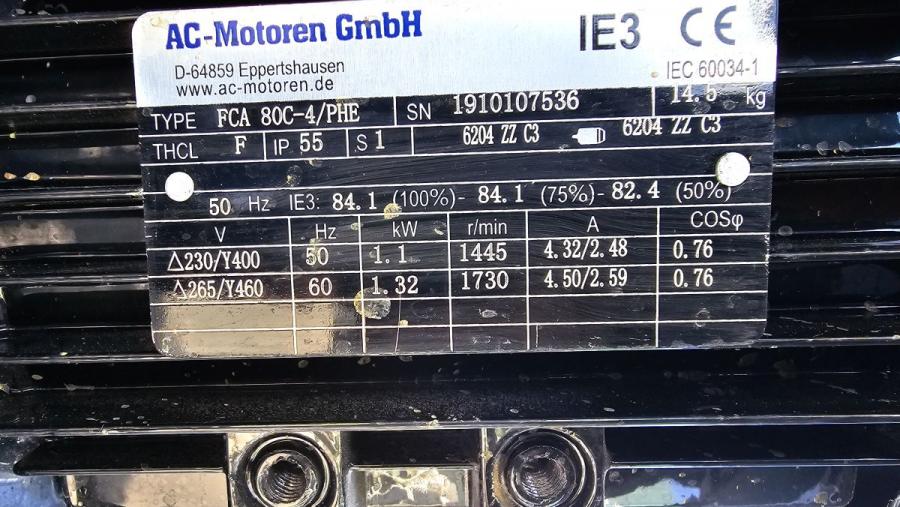 AC-Motoren GmbH
IE3 CE
D-64859 Eppertshausen
www.ac-motoren.de
IEC 60034-1
TYPE FCA 80C-4/PHE SN 1910107536 14.5 kg
THCL F IP 55 S1 6204 ZZ C3 6204 ZZ C3
50 Hz IE3: 84.1 (100%)- 84.1 (75%)- 82.4 (50%)
V Hz kW r/min A COSφ
△230/Y400 50 1.1 1445 4.32/2.48 0.76
△265/Y460 60 1.32 1730 4.50/2.59 0.76